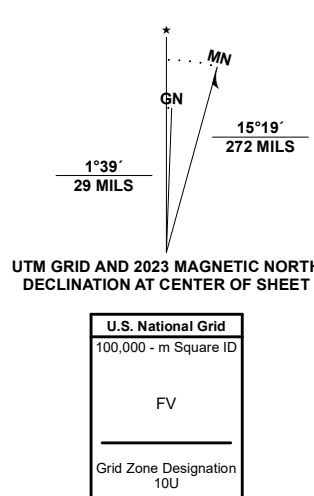 ★
MN
GN
15°19´
272 MILS
1°39´
29 MILS
UTM GRID AND 2023 MAGNETIC NORTH
DECLINATION AT CENTER OF SHEET
U.S. National Grid
100,000 - m Square ID
FV
Grid Zone Designation
10U